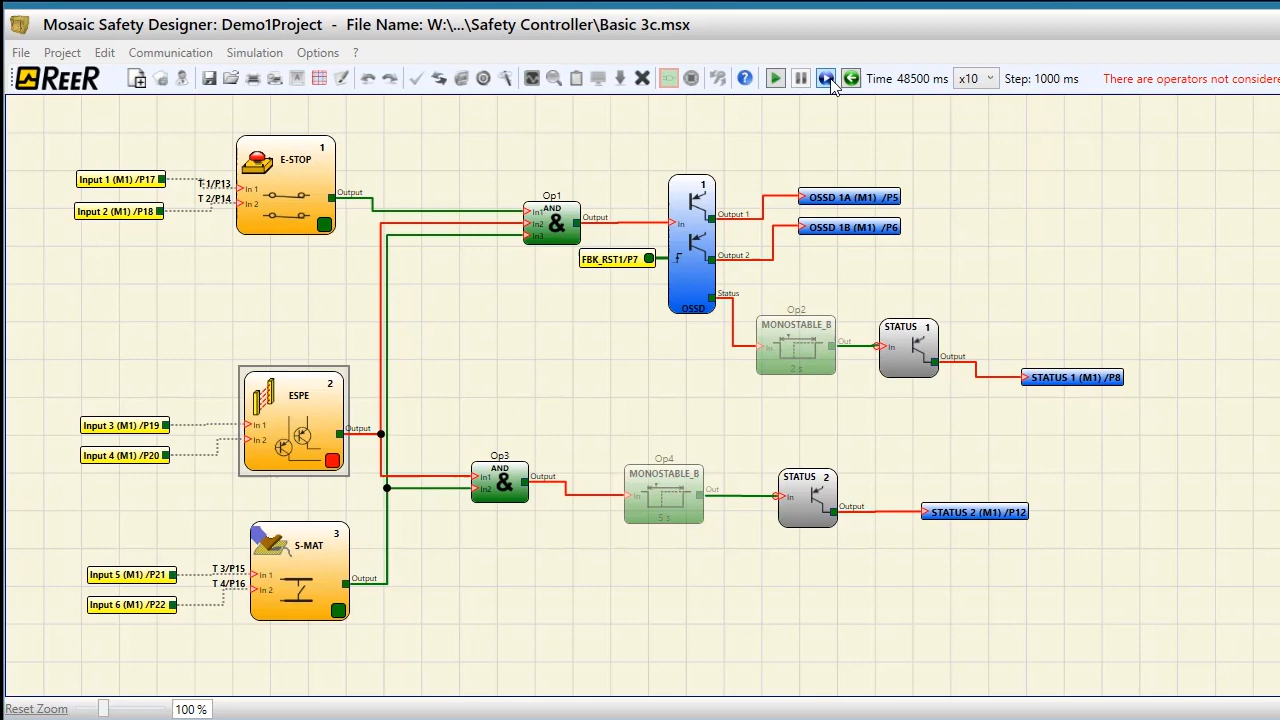 Mosaic Safety Designer: Demo1Project - File Name: W:\...\Safety Controller\Basic 3c.msx
File Project Edit Communication Simulation Options ?
REER Time 48500 ms x10 Step: 1000 ms There are operators not consider
1
E-STOP
Input 1 (M1) /P17
T 1/P13
In 1
Output
Input 2 (M1) /P18
T 2/P14
In 2
Op1
AND
&
In1
In2
In3
Output
FBK_RST1/P7
1
In
Output 1
Output 2
Status
OSSD
OSSD 1A (M1) /P5
OSSD 1B (M1) /P6
Op2
MONOSTABLE_B
In
Out
2 s
STATUS 1
In
Output
STATUS 1 (M1) /P8
2
ESPE
Input 3 (M1) /P19
In 1
Output
Input 4 (M1) /P20
In 2
Op3
AND
&
In1
In2
Output
Op4
MONOSTABLE_B
In
Out
5 s
STATUS 2
In
Output
STATUS 2 (M1) /P12
3
S-MAT
Input 5 (M1) /P21
T 3/P15
In 1
Output
Input 6 (M1) /P22
T 4/P16
In 2
Reset Zoom 100 %